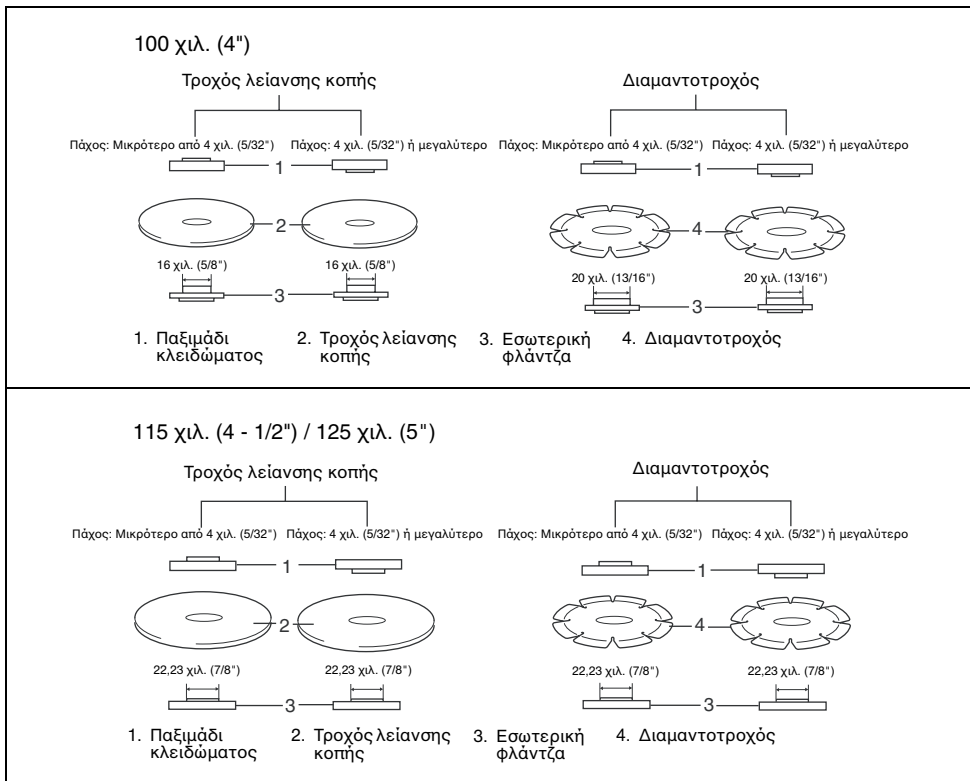 100 χιλ. (4")
Τροχός λείανσης κοπής
Διαμαντοτροχός
Πάχος: Μικρότερο από 4 χιλ. (5/32") Πάχος: 4 χιλ. (5/32") ή μεγαλύτερο
Πάχος: Μικρότερο από 4 χιλ. (5/32") Πάχος: 4 χιλ. (5/32") ή μεγαλύτερο
1
1
2
4
16 χιλ. (5/8")
16 χιλ. (5/8")
20 χιλ. (13/16")
20 χιλ. (13/16")
3
3
1. Παξιμάδι κλειδώματος
2. Τροχός λείανσης κοπής
3. Εσωτερική φλάντζα
4. Διαμαντοτροχός
115 χιλ. (4 - 1/2") / 125 χιλ. (5")
Τροχός λείανσης κοπής
Διαμαντοτροχός
Πάχος: Μικρότερο από 4 χιλ. (5/32") Πάχος: 4 χιλ. (5/32") ή μεγαλύτερο
Πάχος: Μικρότερο από 4 χιλ. (5/32") Πάχος: 4 χιλ. (5/32") ή μεγαλύτερο
1
1
2
4
22,23 χιλ. (7/8")
22,23 χιλ. (7/8")
22,23 χιλ. (7/8")
22,23 χιλ. (7/8")
3
3
1. Παξιμάδι κλειδώματος
2. Τροχός λείανσης κοπής
3. Εσωτερική φλάντζα
4. Διαμαντοτροχός